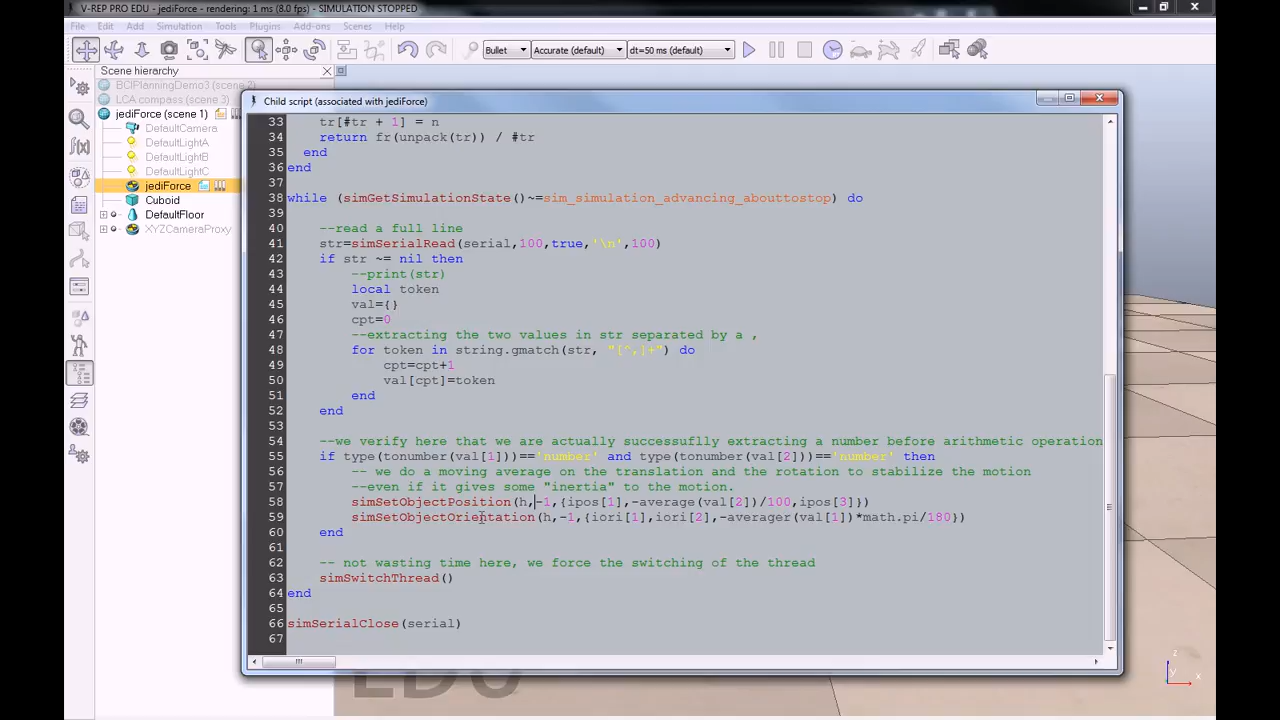 V-REP PRO EDU - jediForce - rendering: 1 ms (8.0 fps) - SIMULATION STOPPED
File Edit Add Simulation Tools Plugins Add-ons Scenes Help
Bullet Accurate (default) dt=50 ms (default)
Scene hierarchy
BCIPlanningDemo3 (scene 2)
LCA compass (scene 3)
jediForce (scene 1)
DefaultCamera
DefaultLightA
DefaultLightB
DefaultLightC
jediForce
Cuboid
DefaultFloor
XYZCameraProxy
Child script (associated with jediForce)
33 tr[#tr + 1] = n
34 return fr(unpack(tr)) / #tr
35 end
36 end
37
38 while (simGetSimulationState()~=sim_simulation_advancing_abouttostop) do
39
40 --read a full line
41 str=simSerialRead(serial,100,true,'\n',100)
42 if str ~= nil then
43 --print(str)
44 local token
45 val={}
46 cpt=0
47 --extracting the two values in str separated by a ,
48 for token in string.gmatch(str, "[^,]+") do
49 cpt=cpt+1
50 val[cpt]=token
51 end
52 end
53
54 --we verify here that we are actually successuflly extracting a number before arithmetic operation
55 if type(tonumber(val[1]))=='number' and type(tonumber(val[2]))=='number' then
56 -- we do a moving average on the translation and the rotation to stabilize the motion
57 --even if it gives some "inertia" to the motion.
58 simSetObjectPosition(h,-1,{ipos[1],-average(val[2])/100,ipos[3]})
59 simSetObjectOrientation(h,-1,{iori[1],iori[2],-averager(val[1])*math.pi/180})
60 end
61
62 -- not wasting time here, we force the switching of the thread
63 simSwitchThread()
64 end
65
66 simSerialClose(serial)
67
EDU
z
y
x